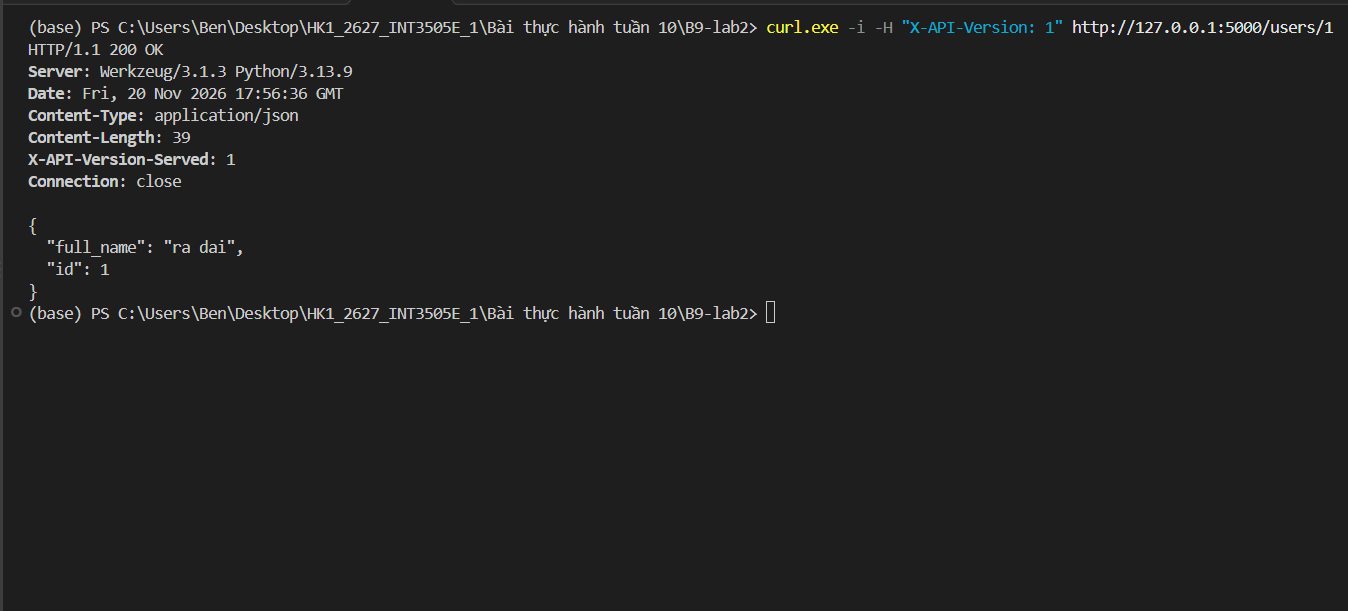 (base) PS C:\Users\Ben\Desktop\HK1_2627_INT3505E_1\Bài thực hành tuần 10\B9-lab2> curl.exe -i -H "X-API-Version: 1" http://127.0.0.1:5000/users/1
HTTP/1.1 200 OK
Server: Werkzeug/3.1.3 Python/3.13.9
Date: Fri, 20 Nov 2026 17:56:36 GMT
Content-Type: application/json
Content-Length: 39
X-API-Version-Served: 1
Connection: close

{
  "full_name": "ra dai",
  "id": 1
}
(base) PS C:\Users\Ben\Desktop\HK1_2627_INT3505E_1\Bài thực hành tuần 10\B9-lab2>